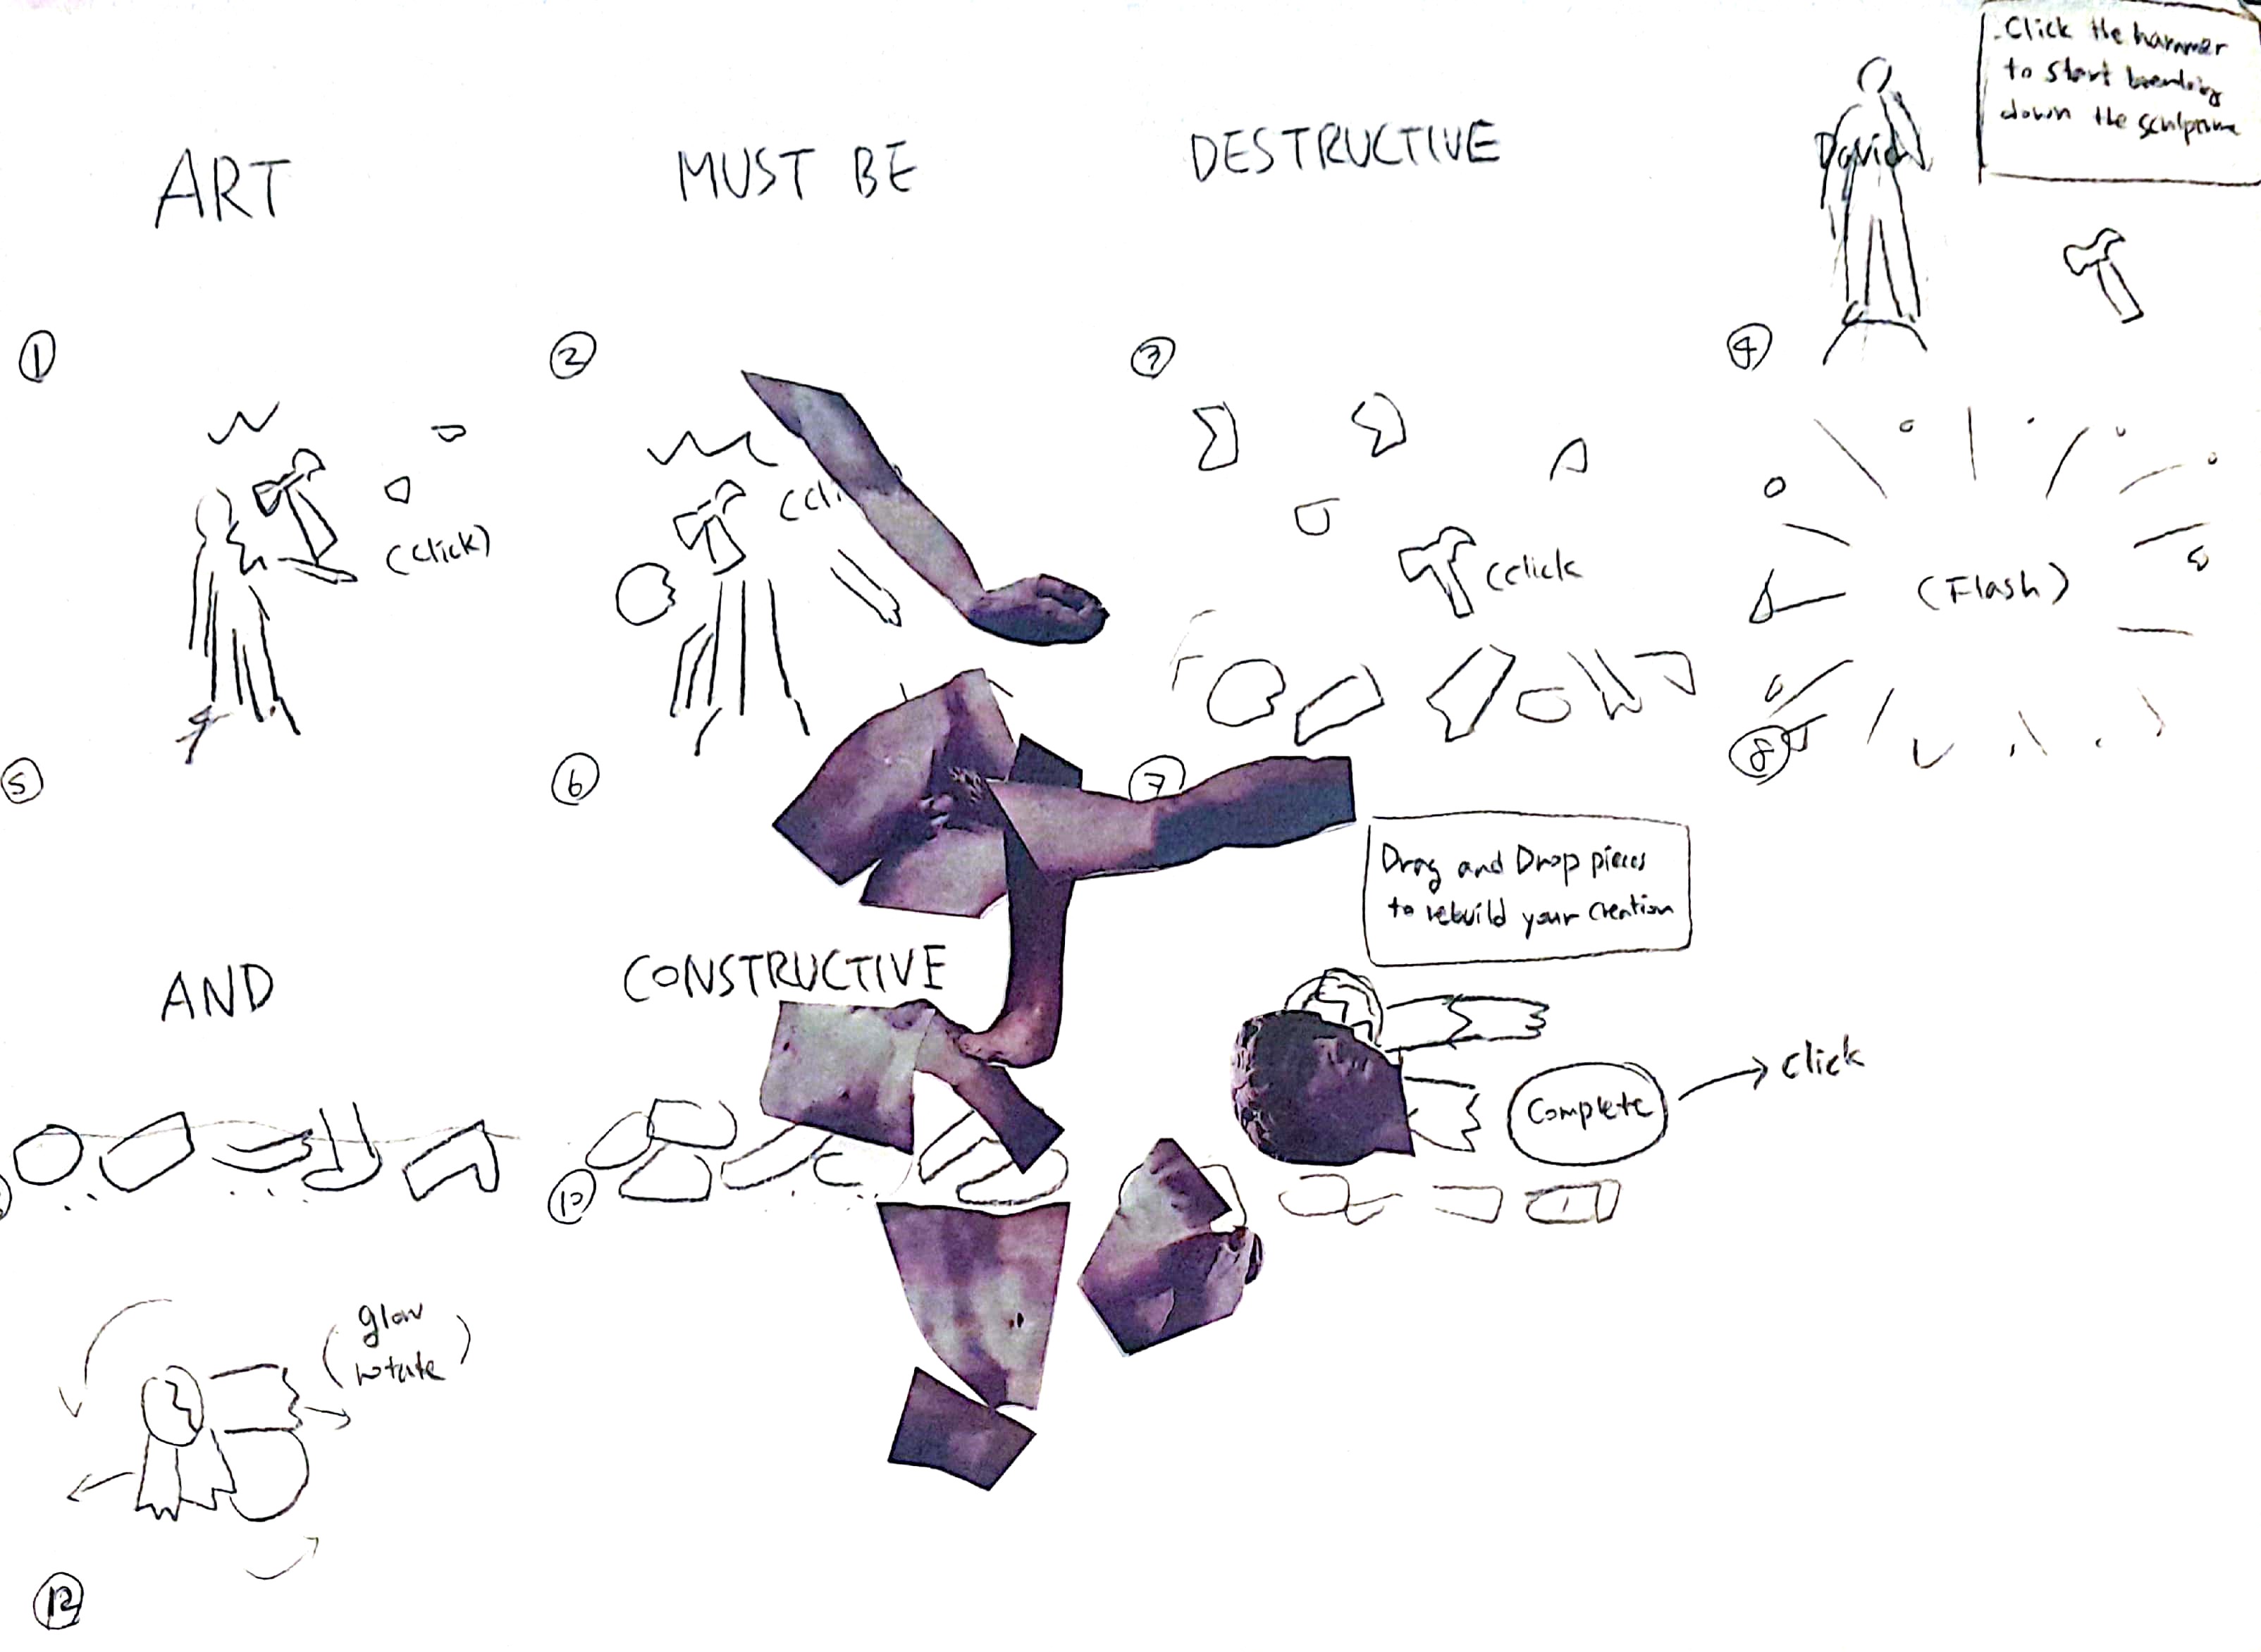 - Click the hammer
to start breaking
down the sculpture
ART
MUST BE
DESTRUCTIVE
David
1
2
3
4
(Click)
(Cli
(Click
(Flash)
5
6
7
8
Drag and Drop pieces
to rebuild your Creation
AND
CONSTRUCTIVE
Complete
Click
10
glow
rotate
12